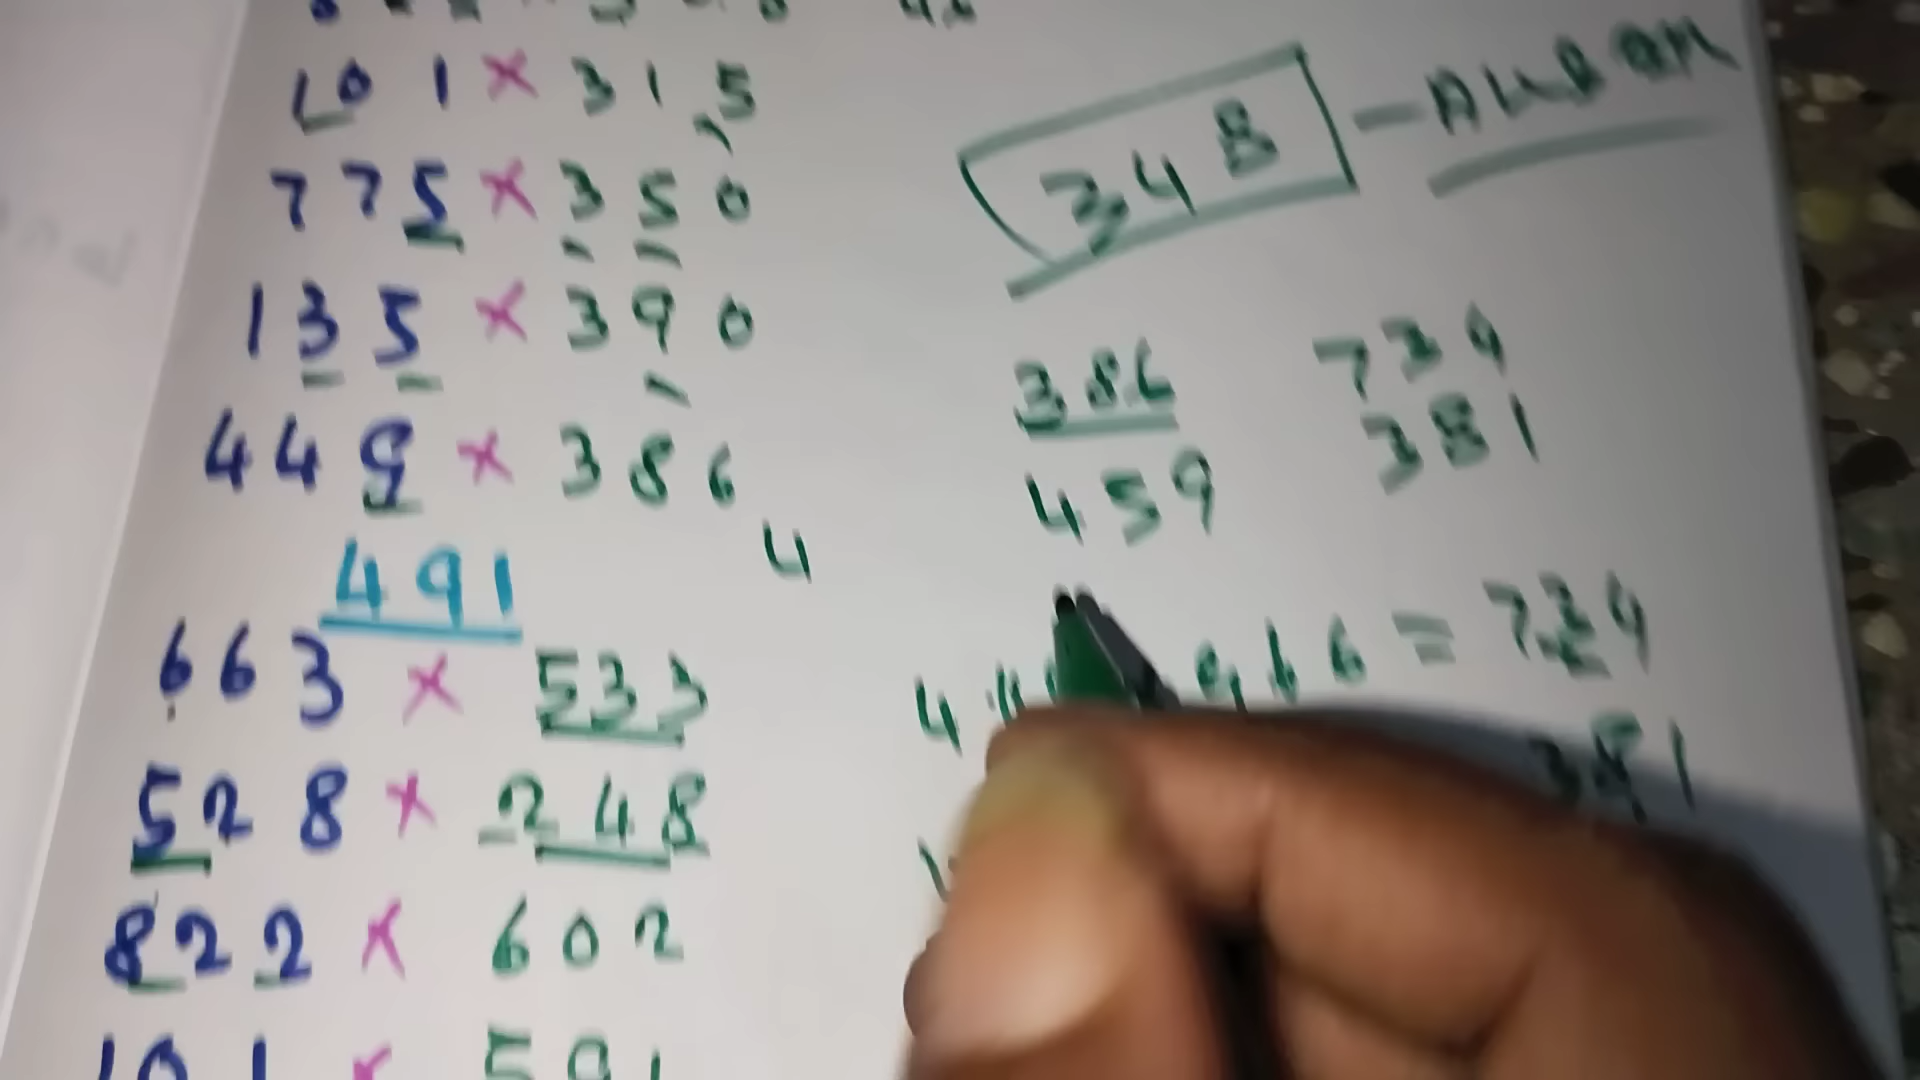 101 × 315
775 × 350
135 × 390
449 × 386
4
491
663 × 533
528 × 248
822 × 602
348
386
459
734
381
= 734
381